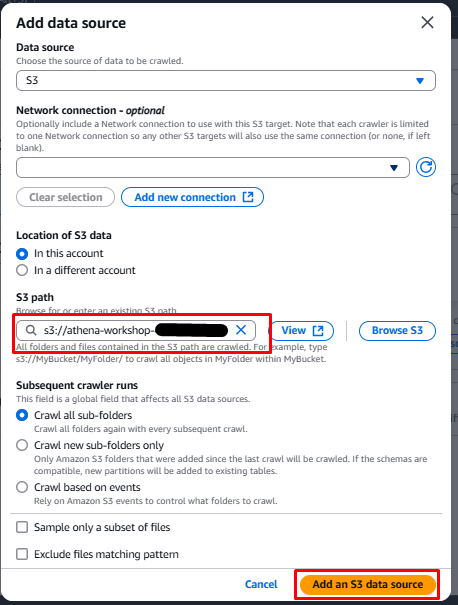 Add data source
Data source
Choose the source of data to be crawled.
S3
Network connection - optional
Optionally include a Network connection to use with this S3 target. Note that each crawler is limited
to one Network connection so any other S3 targets will also use the same connection (or none, if left
blank).
Clear selection
Add new connection
Location of S3 data
In this account
In a different account
S3 path
Browse for or enter an existing S3 path.
s3://athena-workshop-
View
Browse S3
All folders and files contained in the S3 path are crawled. For example, type
s3://MyBucket/MyFolder/ to crawl all objects in MyFolder within MyBucket.
Subsequent crawler runs
This field is a global field that affects all S3 data sources.
Crawl all sub-folders
Crawl all folders again with every subsequent crawl.
Crawl new sub-folders only
Only Amazon S3 folders that were added since the last crawl will be crawled. If the schemas are
compatible, new partitions will be added to existing tables.
Crawl based on events
Rely on Amazon S3 events to control what folders to crawl.
Sample only a subset of files
Exclude files matching pattern
Cancel
Add an S3 data source